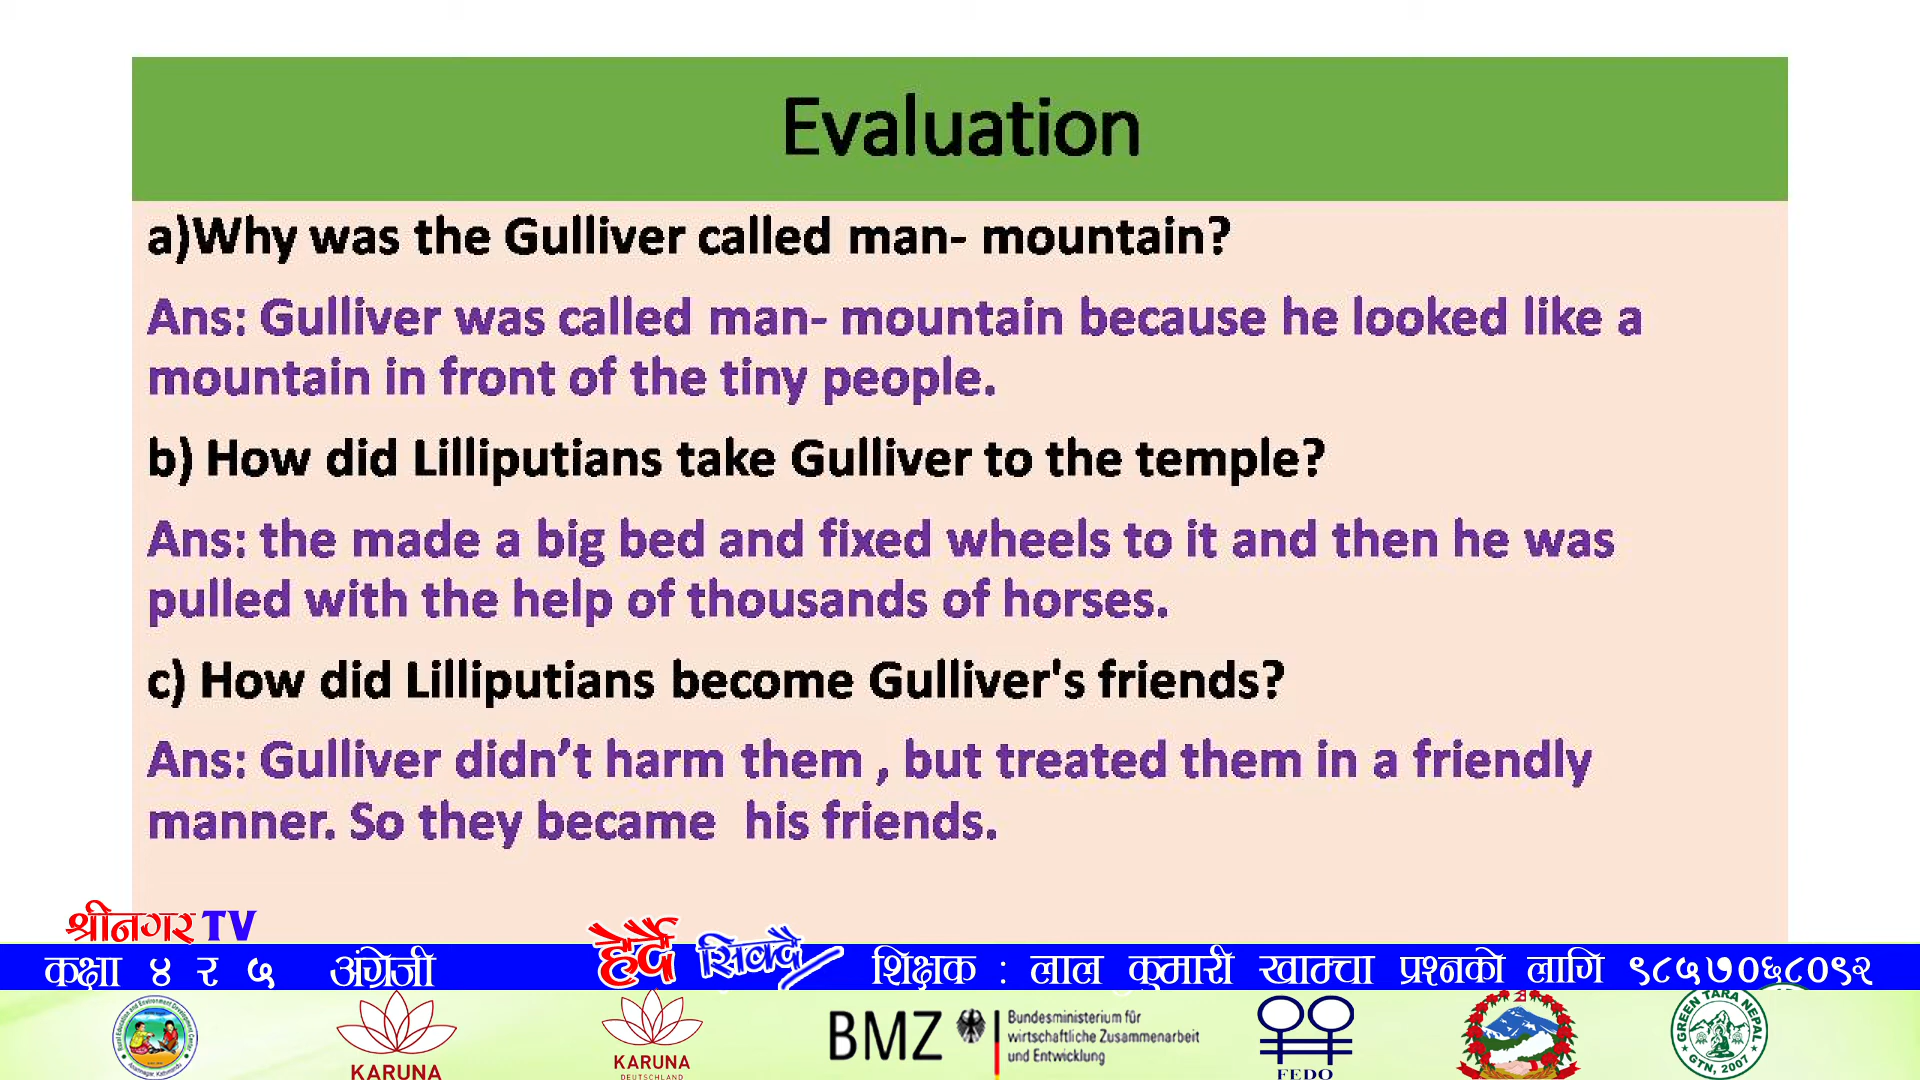 Evaluation
a)Why was the Gulliver called man- mountain?
Ans: Gulliver was called man- mountain because he looked like a
mountain in front of the tiny people.
b) How did Lilliputians take Gulliver to the temple?
Ans: the made a big bed and fixed wheels to it and then he was
pulled with the help of thousands of horses.
c) How did Lilliputians become Gulliver's friends?
Ans: Gulliver didn’t harm them , but treated them in a friendly
manner. So they became his friends.
श्रीनगर TV
कक्षा ४ र ५ अंग्रेजी हेर्दै सिक्दै शिक्षक : लाल कुमारी खाम्चा प्रश्नको लागि ९८५७०६८०९२
KARUNA
KARUNA
DEUTSCHLAND
BMZ
Bundesministerium für
wirtschaftliche Zusammenarbeit
und Entwicklung
FEDO
GREEN TARA NEPAL
GTN, 2007